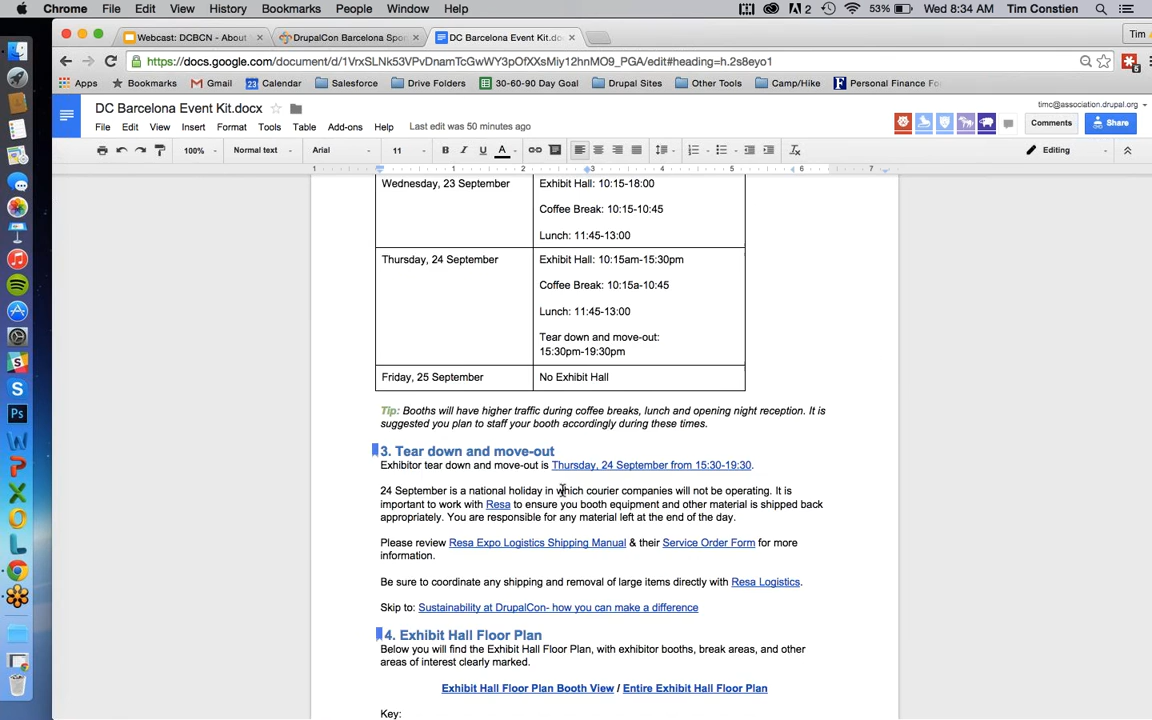 Chrome File Edit View History Bookmarks People Window Help 2 53% Wed 8:34 AM Tim Constien
Webcast: DCBCN - About DrupalCon Barcelona Spo DC Barcelona Event Kit.do Tim
https://docs.google.com/document/d/1VrxSLNk53VPvDnamTcGwWY3pOfXXsMiy12hnMO9_PGA/edit#heading=h.2s8eyo1
Apps Bookmarks Gmail Calendar Drive Folders 30-60-90 Day Goal Salesforce Drupal Sites Other Tools Camp/Hike Personal Finance
timc@association.drupal.org
DC Barcelona Event Kit.docx
File Edit View Insert Format Tools Table Add-ons Help Last edit was 50 minutes ago Comments Share
100% Normal text Arial 11 B I U A Editing
1 1 2 3 4 5 6 7
Wednesday, 23 September Exhibit Hall: 10:15-18:00
Coffee Break: 10:15-10:45
Lunch: 11:45-13:00
Thursday, 24 September Exhibit Hall: 10:15am-15:30pm
Coffee Break: 10:15a-10:45
Lunch: 11:45-13:00
Tear down and move-out:
15:30pm-19:30pm
Friday, 25 September No Exhibit Hall
Tip: Booths will have higher traffic during coffee breaks, lunch and opening night reception. It is
suggested you plan to staff your booth accordingly during these times.
3. Tear down and move-out
Exhibitor tear down and move-out is Thursday, 24 September from 15:30-19:30.
24 September is a national holiday in which courier companies will not be operating. It is
important to work with Resa to ensure you booth equipment and other material is shipped back
appropriately. You are responsible for any material left at the end of the day.
Please review Resa Expo Logistics Shipping Manual & their Service Order Form for more
information.
Be sure to coordinate any shipping and removal of large items directly with Resa Logistics.
Skip to: Sustainability at DrupalCon- how you can make a difference
4. Exhibit Hall Floor Plan
Below you will find the Exhibit Hall Floor Plan, with exhibitor booths, break areas, and other
areas of interest clearly marked.
Exhibit Hall Floor Plan Booth View / Entire Exhibit Hall Floor Plan
Key: